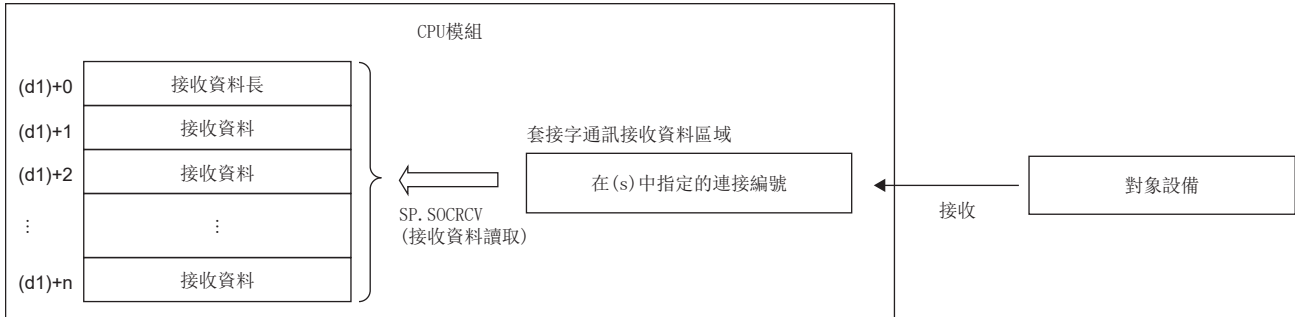 CPU模組
(d1)+0 接收資料長
(d1)+1 接收資料
(d1)+2 接收資料
⋮ ⋮
(d1)+n 接收資料
SP.SOCRCV
(接收資料讀取)
套接字通訊接收資料區域
在(s)中指定的連接編號
接收
對象設備